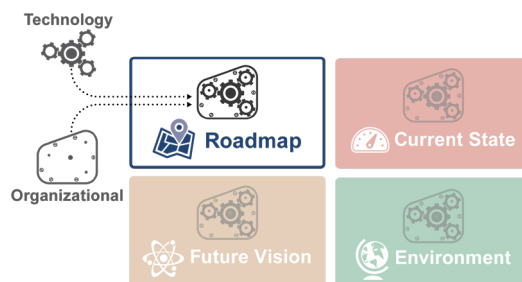 Technology
Roadmap
Current State
Organizational
Future Vision
Environment